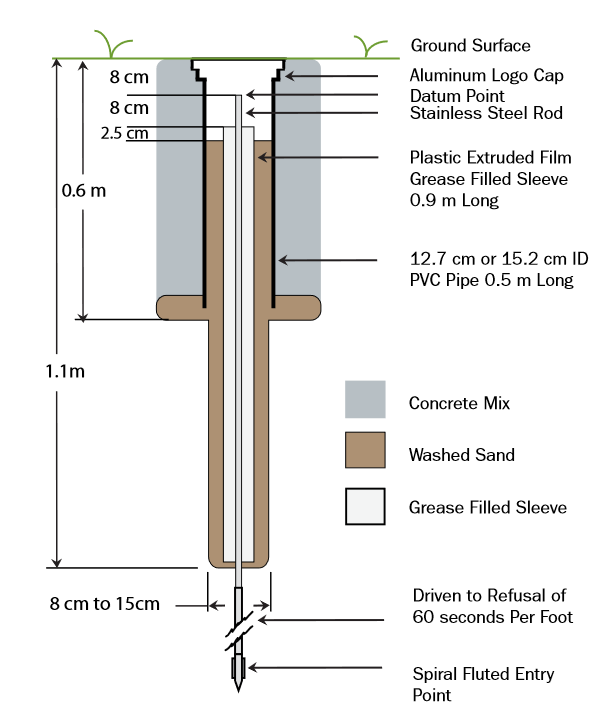 Ground Surface
8 cm
Aluminum Logo Cap
Datum Point
8 cm
Stainless Steel Rod
2.5 cm
Plastic Extruded Film
Grease Filled Sleeve
0.9 m Long
0.6 m
12.7 cm or 15.2 cm ID
PVC Pipe 0.5 m Long
1.1m
Concrete Mix
Washed Sand
Grease Filled Sleeve
8 cm to 15cm
Driven to Refusal of
60 seconds Per Foot
Spiral Fluted Entry
Point